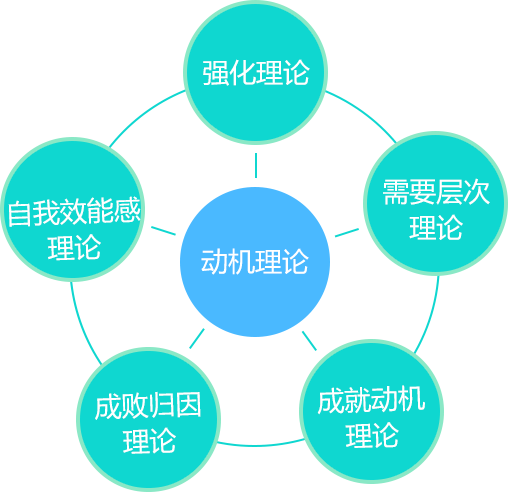 强化理论
需要层次
理论
自我效能感
理论
动机理论
成败归因
理论
成就动机
理论